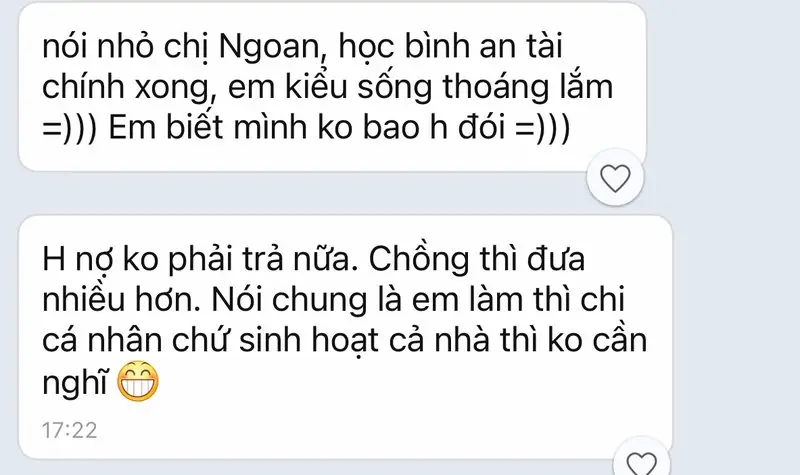 nói nhỏ chị Ngoan, học bình an tài
chính xong, em kiểu sống thoáng lắm
=))) Em biết mình ko bao h đói =)))
H nợ ko phải trả nữa. Chồng thì đưa
nhiều hơn. Nói chung là em làm thì chi
cá nhân chứ sinh hoạt cả nhà thì ko cần
nghĩ 😁
17:22